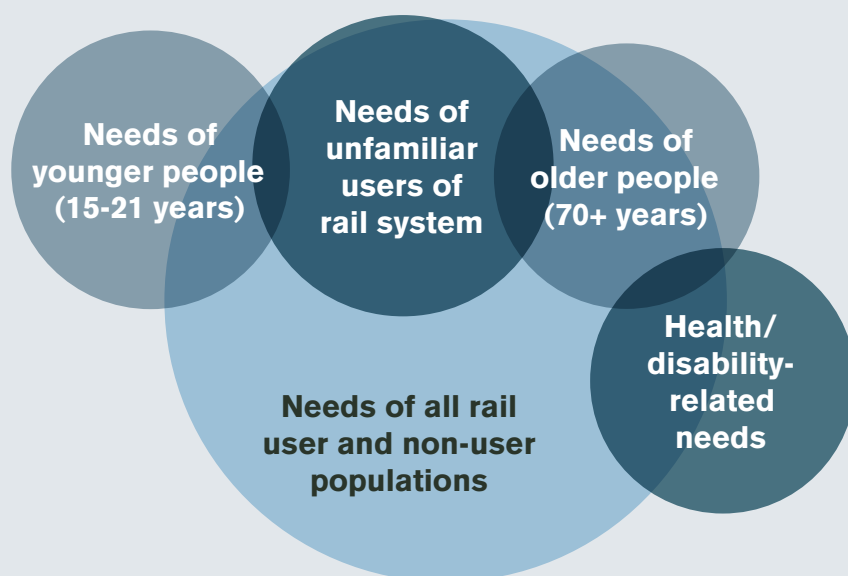 Needs of
younger people
(15-21 years)
Needs of
unfamiliar
users of
rail system
Needs of
older people
(70+ years)
Health/
disability-
related
needs
Needs of all rail
user and non-user
populations